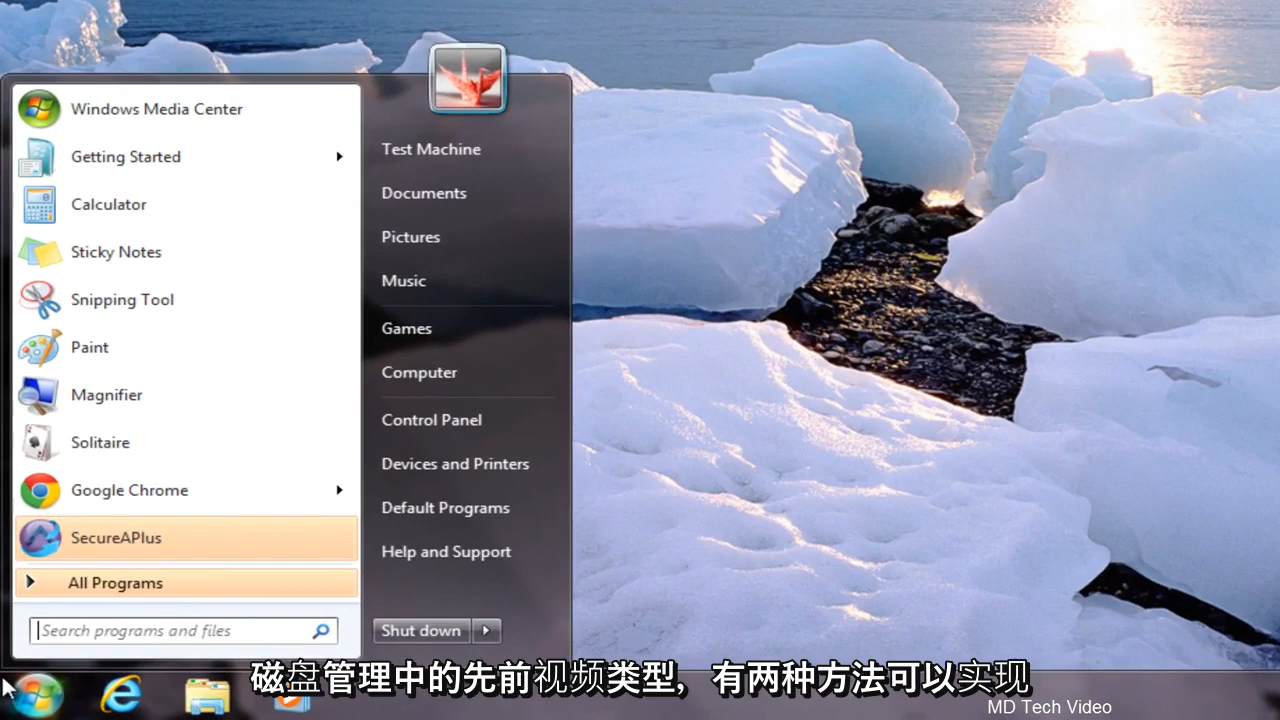 Windows Media Center
Getting Started
Calculator
Sticky Notes
Snipping Tool
Paint
Magnifier
Solitaire
Google Chrome
SecureAPlus
All Programs
Search programs and files
Test Machine
Documents
Pictures
Music
Games
Computer
Control Panel
Devices and Printers
Default Programs
Help and Support
Shut down
磁盘管理中的先前视频类型，有两种方法可以实现
MD Tech Video